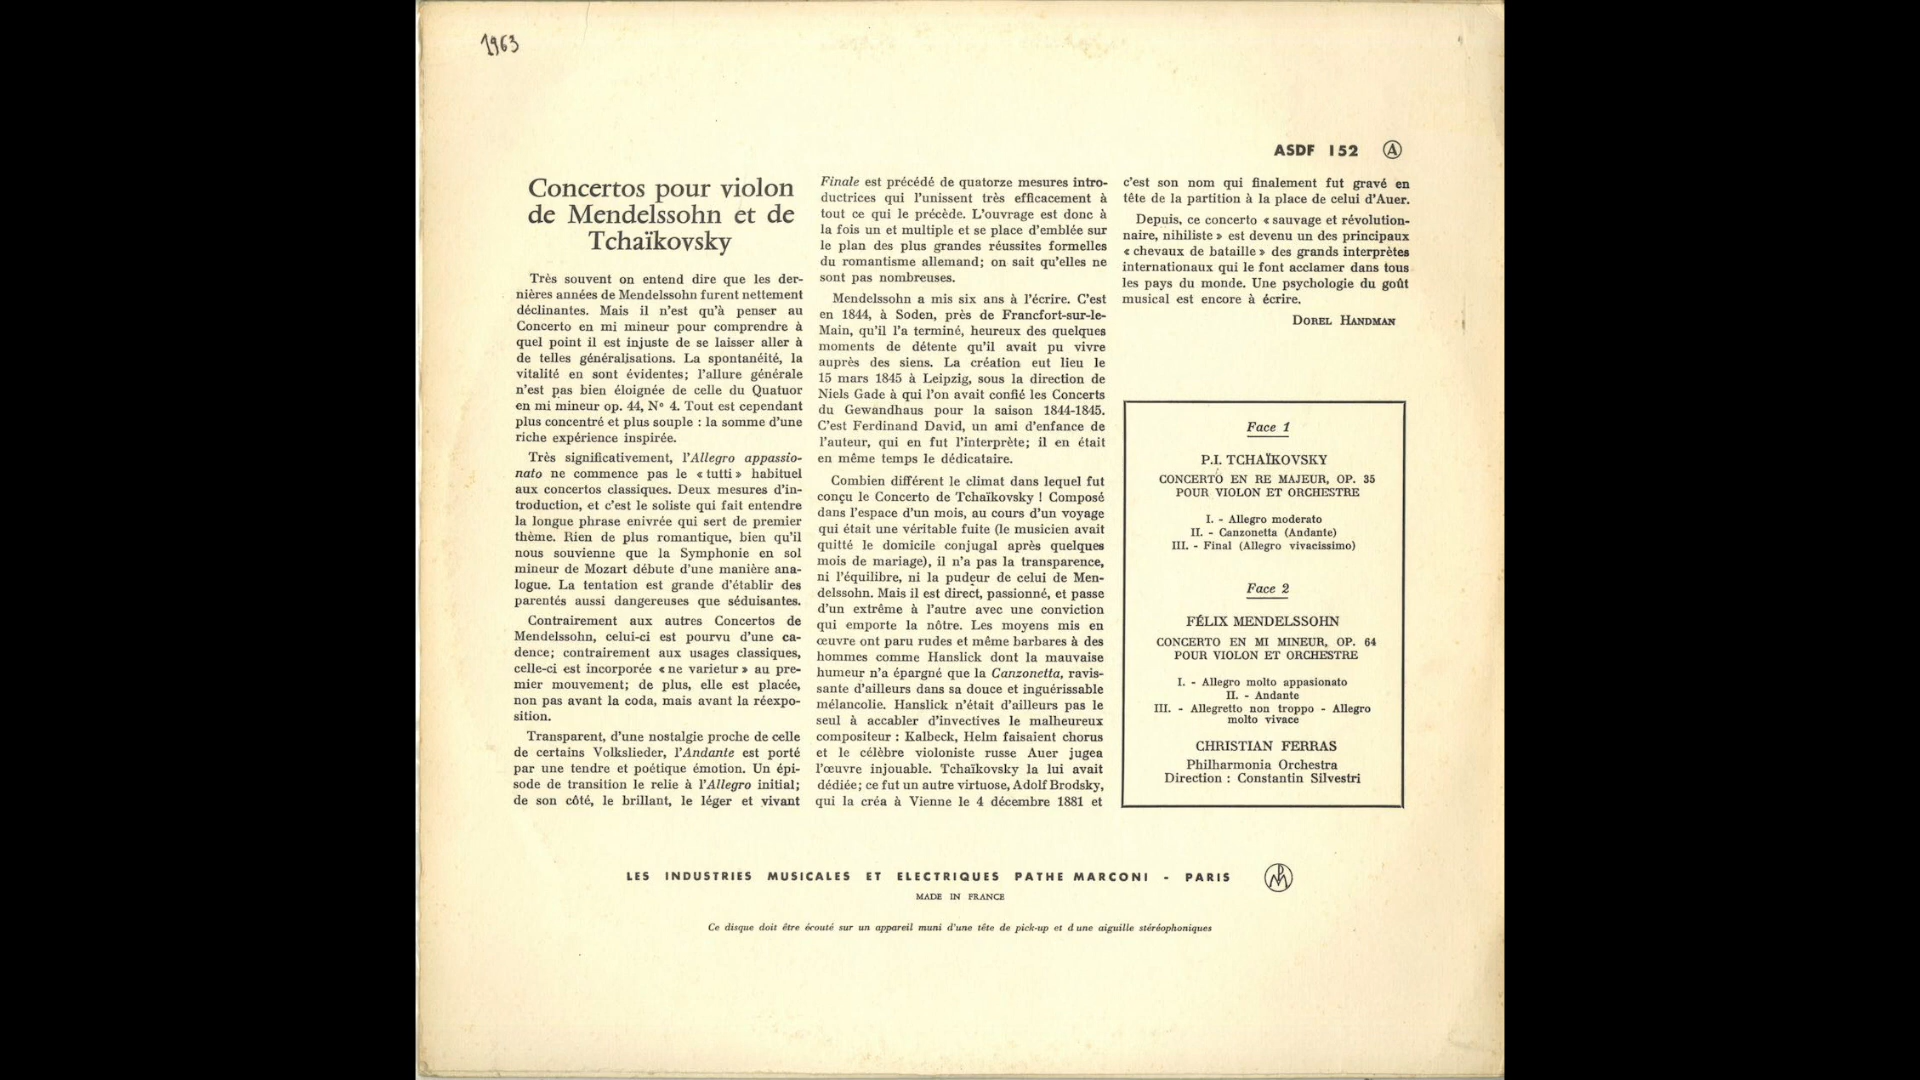 1963
ASDF 152 A
Concertos pour violon
de Mendelssohn et de
Tchaïkovsky
Très souvent on entend dire que les der-
nières années de Mendelssohn furent nettement
déclinantes. Mais il n'est qu'à penser au
Concerto en mi mineur pour comprendre à
quel point il est injuste de se laisser aller à
de telles généralisations. La spontanéité, la
vitalité en sont évidentes; l'allure générale
n'est pas bien éloignée de celle du Quatuor
en mi mineur op. 44, N° 4. Tout est cependant
plus concentré et plus souple : la somme d'une
riche expérience inspirée.
Très significativement, l'Allegro appassio-
nato ne commence pas le « tutti » habituel
aux concertos classiques. Deux mesures d'in-
troduction, et c'est le soliste qui fait entendre
la longue phrase enivrée qui sert de premier
thème. Rien de plus romantique, bien qu'il
nous souvienne que la Symphonie en sol
mineur de Mozart débute d'une manière ana-
logue. La tentation est grande d'établir des
parentés aussi dangereuses que séduisantes.
Contrairement aux autres Concertos de
Mendelssohn, celui-ci est pourvu d'une ca-
dence; contrairement aux usages classiques,
celle-ci est incorporée « ne varietur » au pre-
mier mouvement; de plus, elle est placée,
non pas avant la coda, mais avant la réexpo-
sition.
Transparent, d'une nostalgie proche de celle
de certains Volkslieder, l'Andante est porté
par une tendre et poétique émotion. Un épi-
sode de transition le relie à l'Allegro initial;
de son côté, le brillant, le léger et vivant
Finale est précédé de quatorze mesures intro-
ductrices qui l'unissent très efficacement à
tout ce qui le précède. L'ouvrage est donc à
la fois un et multiple et se place d'emblée sur
le plan des plus grandes réussites formelles
du romantisme allemand; on sait qu'elles ne
sont pas nombreuses.
Mendelssohn a mis six ans à l'écrire. C'est
en 1844, à Soden, près de Francfort-sur-le-
Main, qu'il l'a terminé, heureux des quelques
moments de détente qu'il avait pu vivre
auprès des siens. La création eut lieu le
15 mars 1845 à Leipzig, sous la direction de
Niels Gade à qui l'on avait confié les Concerts
du Gewandhaus pour la saison 1844-1845.
C'est Ferdinand David, un ami d'enfance de
l'auteur, qui en fut l'interprète; il en était
en même temps le dédicataire.
Combien différent le climat dans lequel fut
conçu le Concerto de Tchaïkovsky ! Composé
dans l'espace d'un mois, au cours d'un voyage
qui était une véritable fuite (le musicien avait
quitté le domicile conjugal après quelques
mois de mariage), il n'a pas la transparence,
ni l'équilibre, ni la pudeur de celui de Men-
delssohn. Mais il est direct, passionné, et passe
d'un extrême à l'autre avec une conviction
qui emporte la nôtre. Les moyens mis en
œuvre ont paru rudes et même barbares à des
hommes comme Hanslick dont la mauvaise
humeur n'a épargné que la Canzonetta, ravis-
sante d'ailleurs dans sa douce et inguérissable
mélancolie. Hanslick n'était d'ailleurs pas le
seul à accabler d'invectives le malheureux
compositeur : Kalbeck, Helm faisaient chorus
et le célèbre violoniste russe Auer jugea
l'œuvre injouable. Tchaïkovsky la lui avait
dédiée; ce fut un autre virtuose, Adolf Brodsky,
qui la créa à Vienne le 4 décembre 1881 et
c'est son nom qui finalement fut gravé en
tête de la partition à la place de celui d'Auer.
Depuis, ce concerto « sauvage et révolution-
naire, nihiliste » est devenu un des principaux
« chevaux de bataille » des grands interprètes
internationaux qui le font acclamer dans tous
les pays du monde. Une psychologie du goût
musical est encore à écrire.
DOREL HANDMAN
Face 1
P.I. TCHAÏKOVSKY
CONCERTO EN RE MAJEUR, OP. 35
POUR VIOLON ET ORCHESTRE
I. - Allegro moderato
II. - Canzonetta (Andante)
III. - Final (Allegro vivacissimo)
Face 2
FÉLIX MENDELSSOHN
CONCERTO EN MI MINEUR, OP. 64
POUR VIOLON ET ORCHESTRE
I. - Allegro molto appasionato
II. - Andante
III. - Allegretto non troppo - Allegro
molto vivace
CHRISTIAN FERRAS
Philharmonia Orchestra
Direction : Constantin Silvestri
LES INDUSTRIES MUSICALES ET ELECTRIQUES PATHE MARCONI - PARIS
MADE IN FRANCE
Ce disque doit être écouté sur un appareil muni d'une tête de pick-up et d une aiguille stéréophoniques